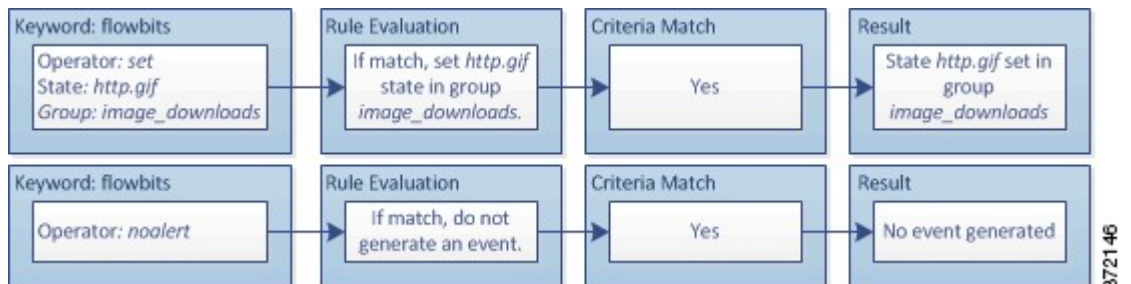 Keyword: flowbits
Operator: set
State: http.gif
Group: image_downloads
Rule Evaluation
If match, set http.gif
state in group
image_downloads.
Criteria Match
Yes
Result
State http.gif set in
group
image_downloads
Keyword: flowbits
Operator: noalert
Rule Evaluation
If match, do not
generate an event.
Criteria Match
Yes
Result
No event generated
372146